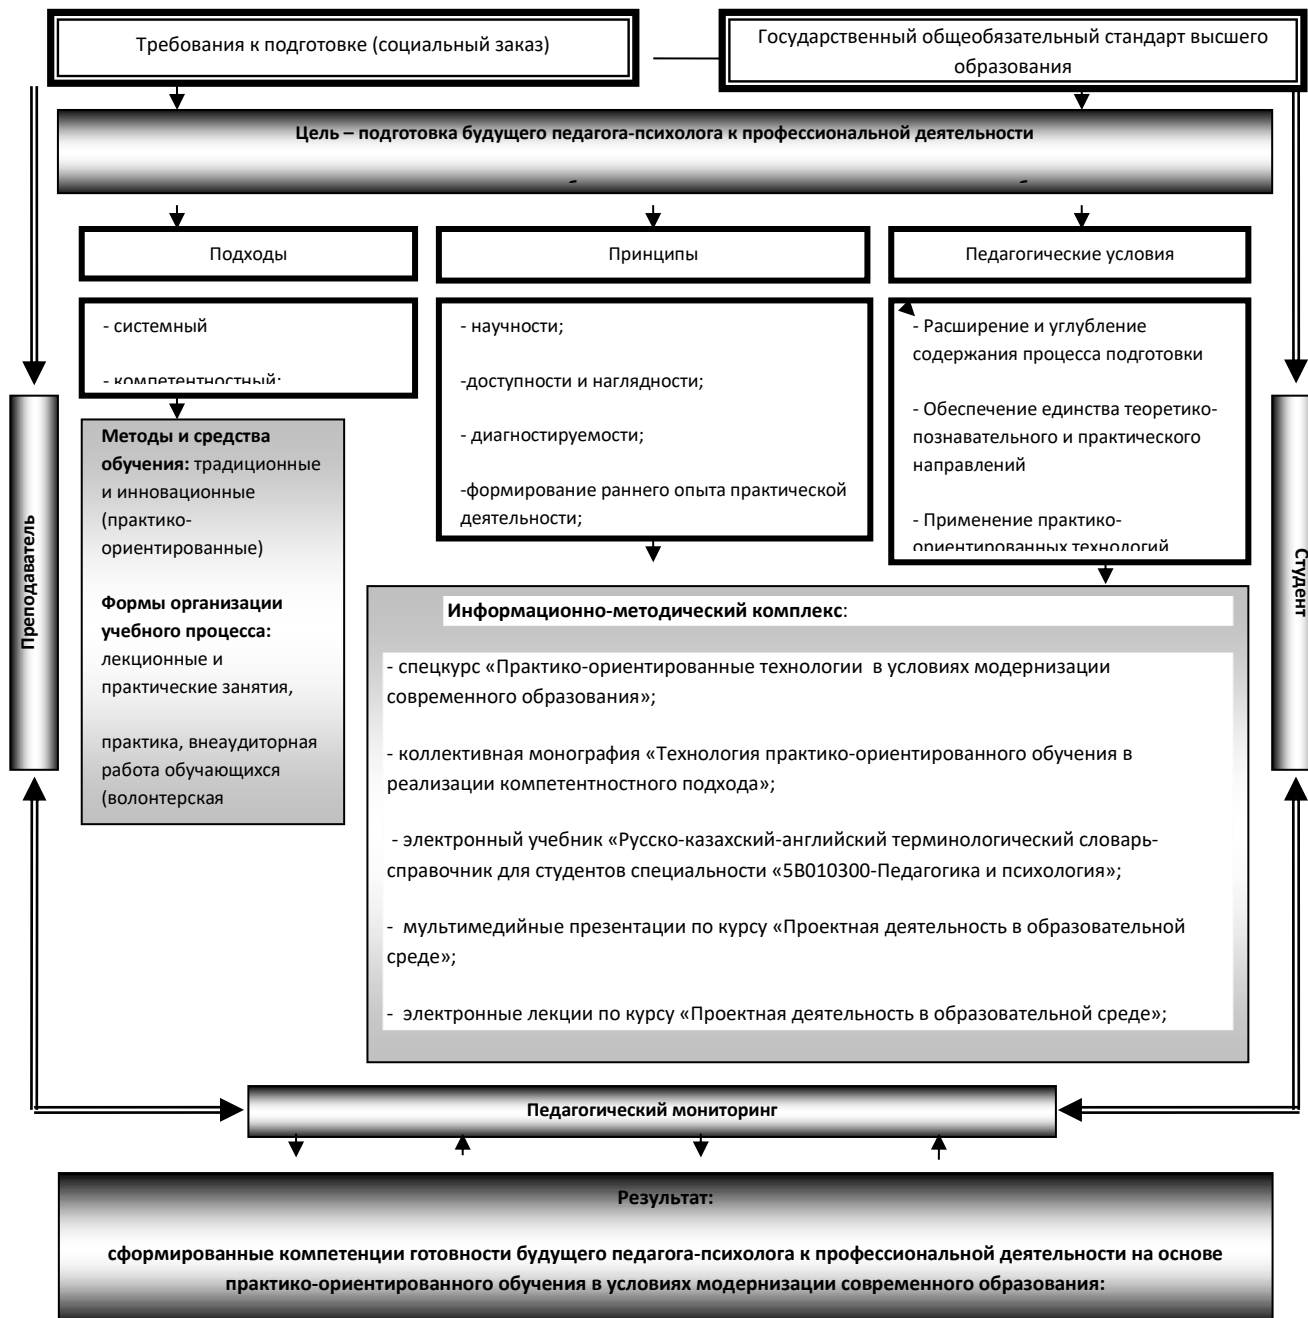 Требования к подготовке (социальный заказ)
Государственный общеобязательный стандарт высшего
образования
Цель – подготовка будущего педагога-психолога к профессиональной деятельности
Подходы
Принципы
Педагогические условия
- системный
- компетентностный;
- научности;
-доступности и наглядности;
- диагностируемости;
-формирование раннего опыта практической
деятельности;
- Расширение и углубление
содержания процесса подготовки
- Обеспечение единства теоретико-
познавательного и практического
направлений
- Применение практико-
ориентированных технологий
Преподаватель
Студент
Методы и средства
обучения: традиционные
и инновационные
(практико-
ориентированные)
Формы организации
учебного процесса:
лекционные и
практические занятия,
практика, внеаудиторная
работа обучающихся
(волонтерская
Информационно-методический комплекс:
- спецкурс «Практико-ориентированные технологии в условиях модернизации
современного образования»;
- коллективная монография «Технология практико-ориентированного обучения в
реализации компетентностного подхода»;
- электронный учебник «Русско-казахский-английский терминологический словарь-
справочник для студентов специальности «5В010300-Педагогика и психология»;
- мультимедийные презентации по курсу «Проектная деятельность в образовательной
среде»;
- электронные лекции по курсу «Проектная деятельность в образовательной среде»;
Педагогический мониторинг
Результат:
сформированные компетенции готовности будущего педагога-психолога к профессиональной деятельности на основе
практико-ориентированного обучения в условиях модернизации современного образования: